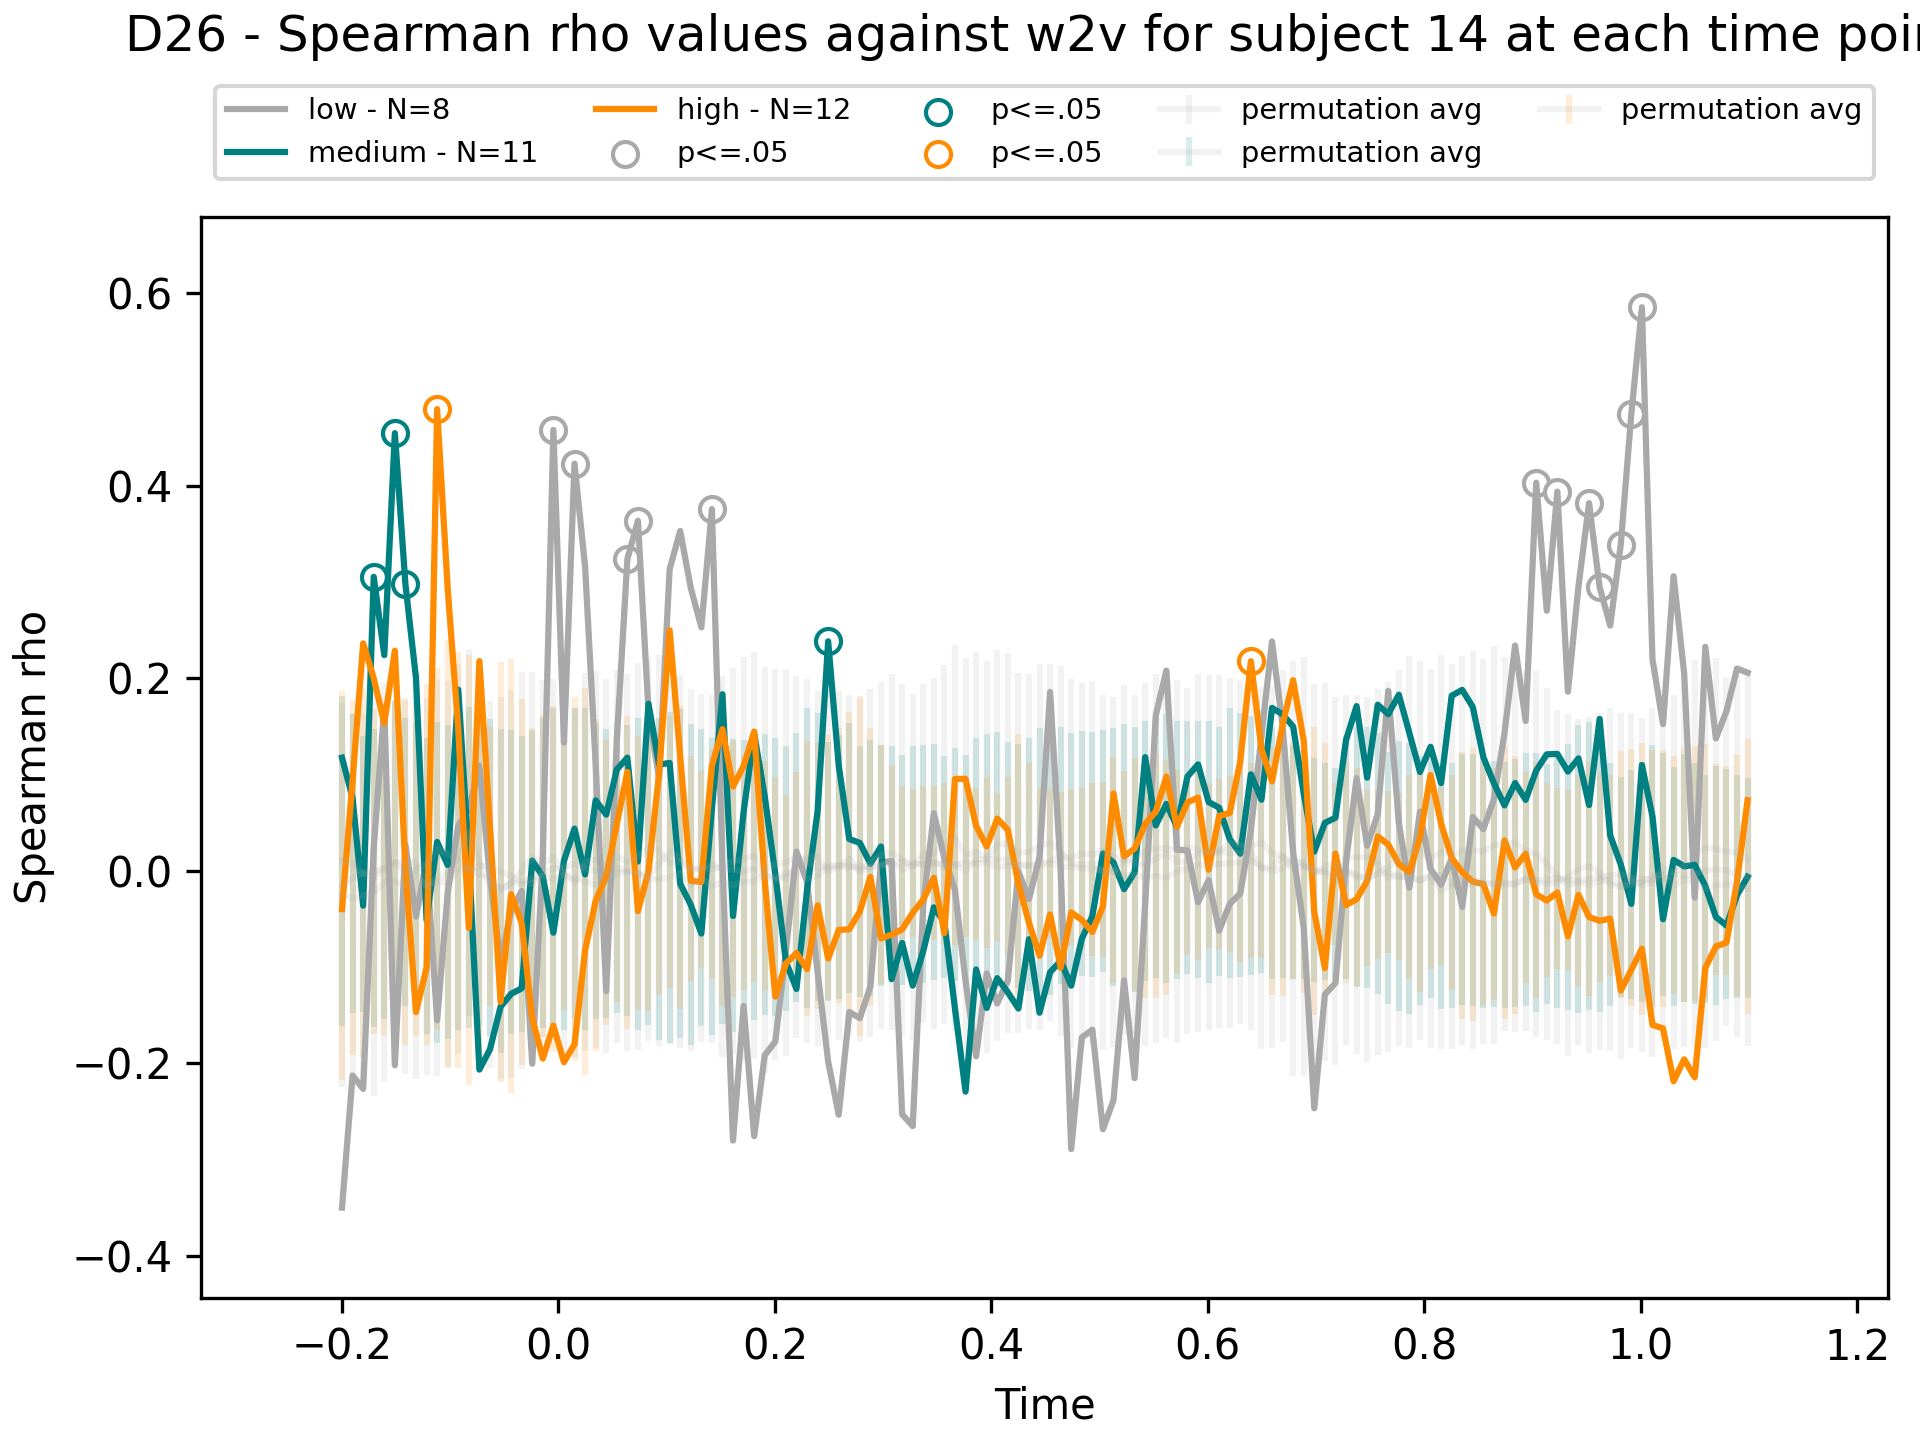 D26 - Spearman rho values against w2v for subject 14 at each time poi
low - N=8
medium - N=11
high - N=12
p<=.05
p<=.05
p<=.05
permutation avg
permutation avg
permutation avg
Spearman rho
0.6
0.4
0.2
0.0
−0.2
−0.4
−0.2 0.0 0.2 0.4 0.6 0.8 1.0 1.2
Time